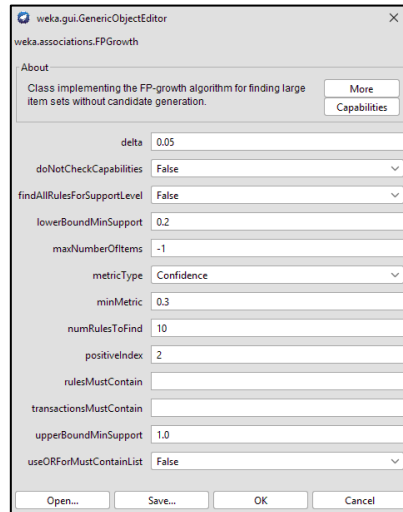 weka.gui.GenericObjectEditor
weka.associations.FPGrowth
About
Class implementing the FP-growth algorithm for finding large
item sets without candidate generation.
More
Capabilities
delta 0.05
doNotCheckCapabilities False
findAllRulesForSupportLevel False
lowerBoundMinSupport 0.2
maxNumberOfItems -1
metricType Confidence
minMetric 0.3
numRulesToFind 10
positiveIndex 2
rulesMustContain
transactionsMustContain
upperBoundMinSupport 1.0
useORForMustContainList False
Open... Save... OK Cancel